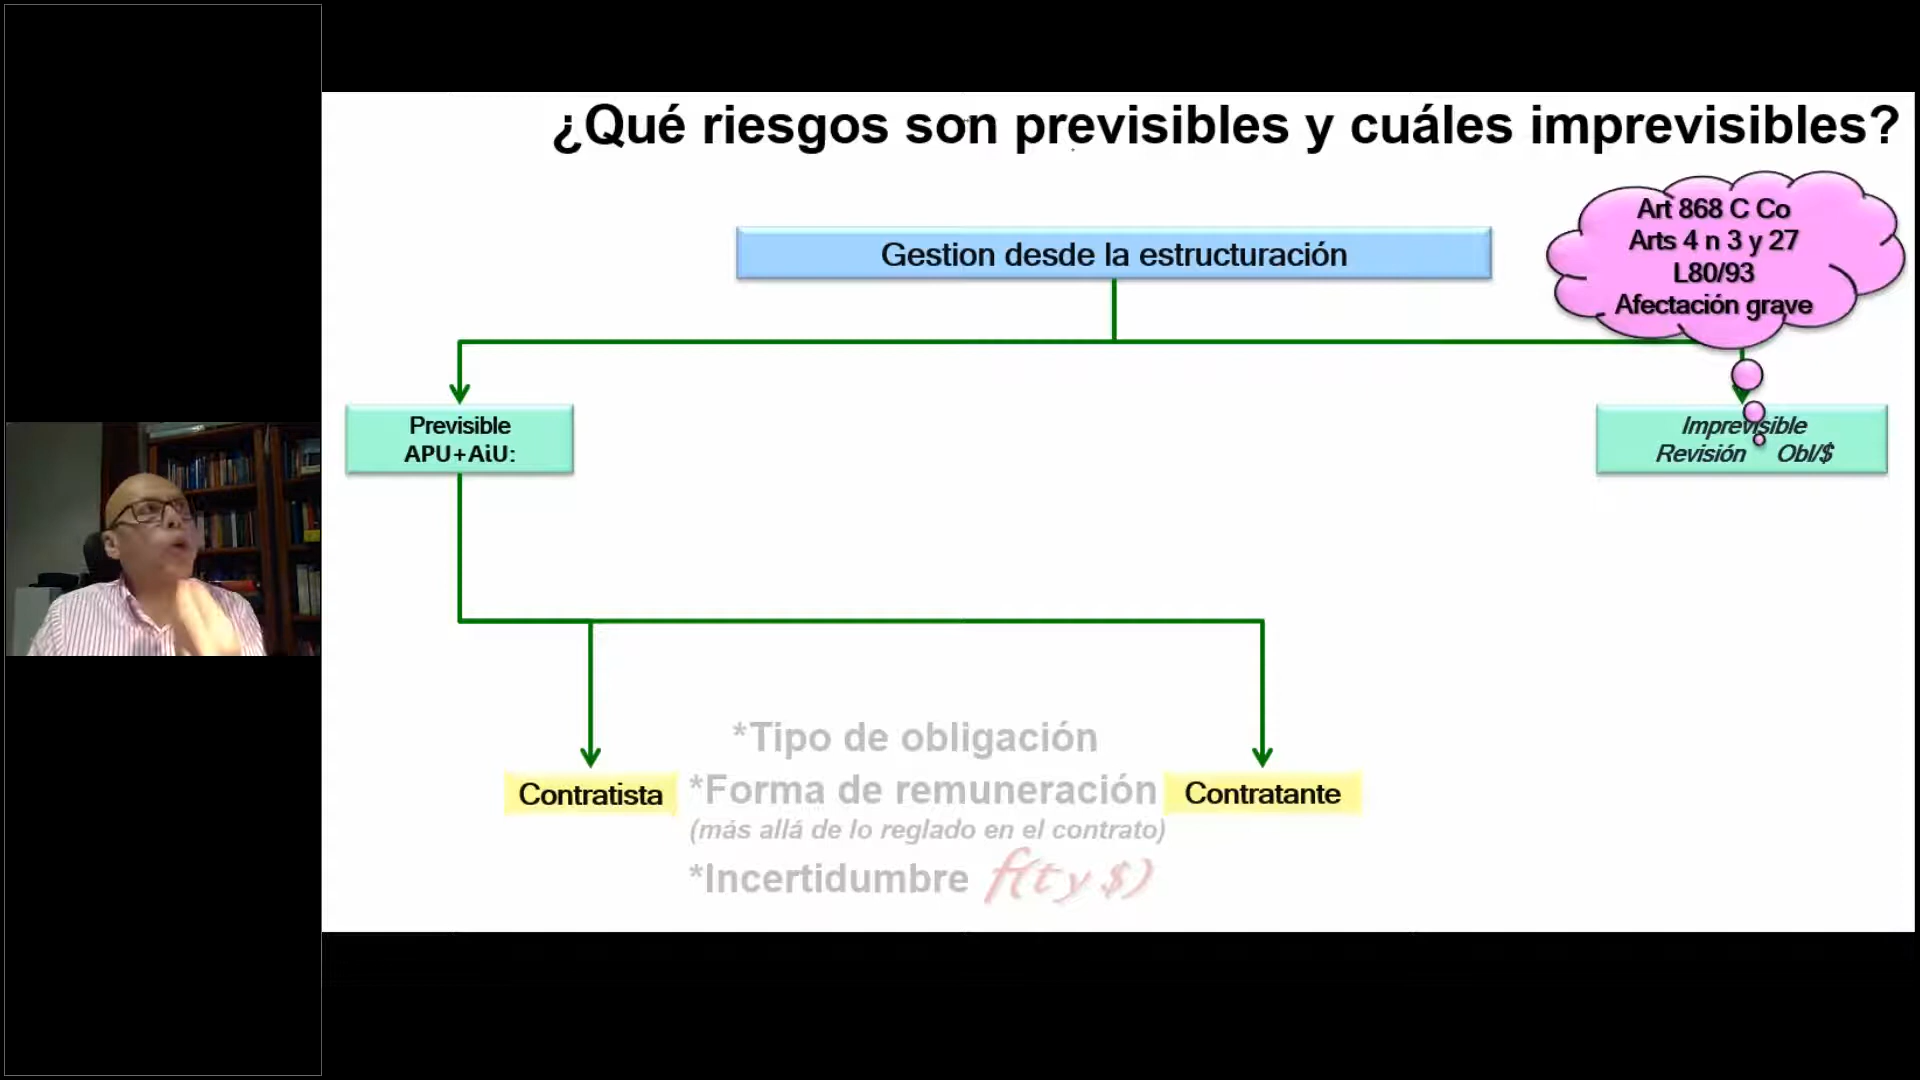 ¿Qué riesgos son previsibles y cuáles imprevisibles?
Art 868 C Co
Arts 4 n 3 y 27
L80/93
Afectación grave
Gestion desde la estructuración
Previsible
APU+AiU:
Imprevisible
Revisión Obl/$
*Tipo de obligación
Contratista
*Forma de remuneración
Contratante
(más allá de lo reglado en el contrato)
*Incertidumbre f(t y $)